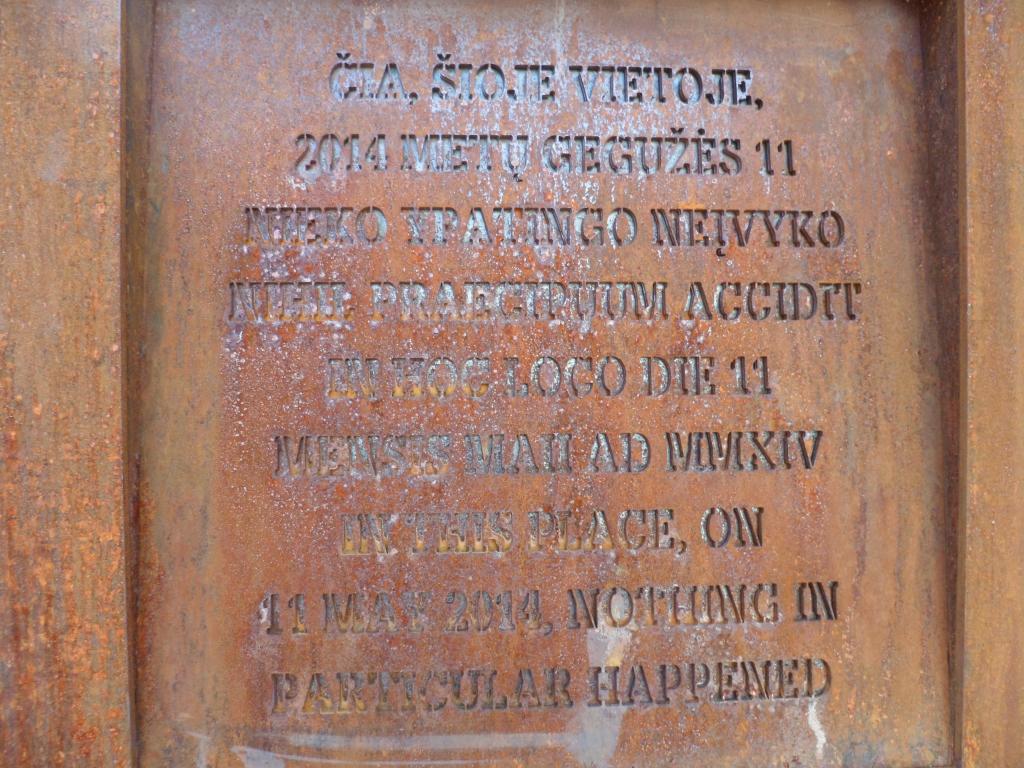 ČIA, ŠIOJE VIETOJE,
2014 METŲ GEGUŽĖS 11
NIEKO YPATINGO NEĮVYKO
NIHIL PRAECIPUUM ACCIDIT
IN HOC LOCO DIE 11
MENSIS MAII AD MMXIV
IN THIS PLACE, ON
11 MAY 2014, NOTHING IN
PARTICULAR HAPPENED